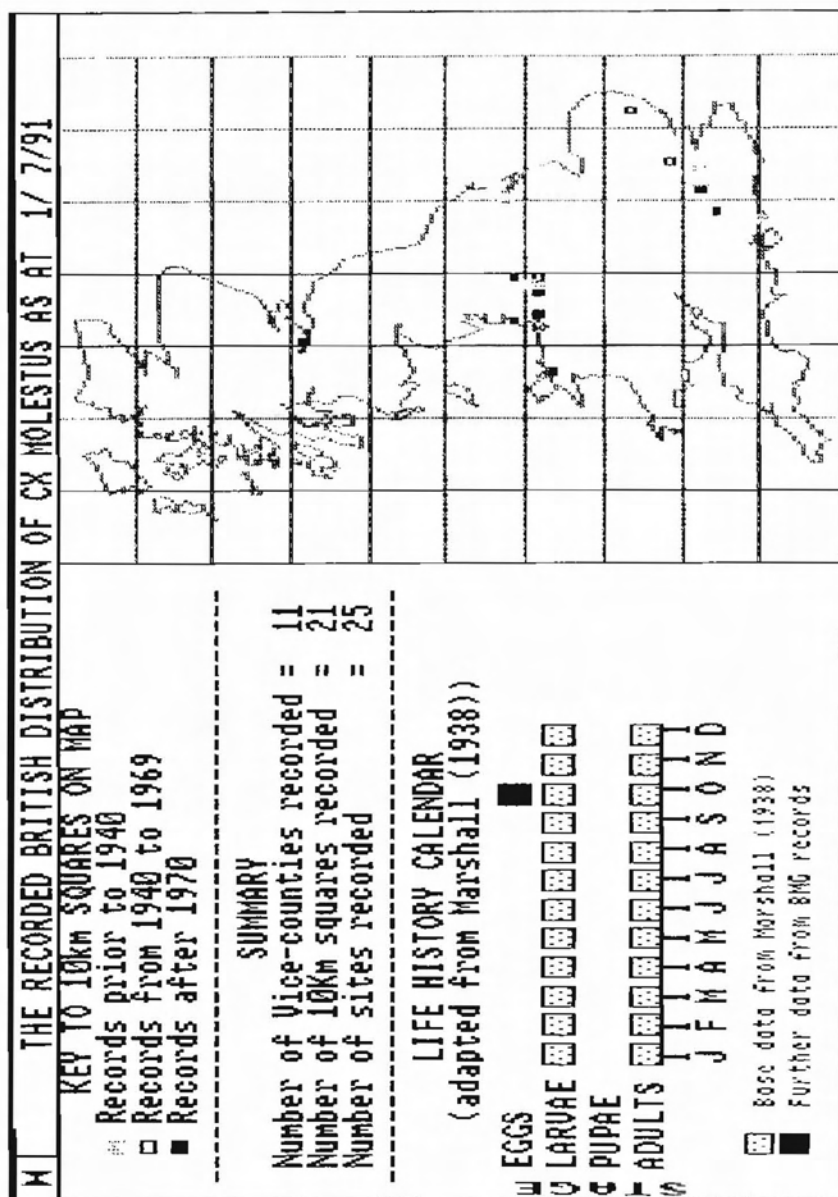 THE RECORDED BRITISH DISTRIBUTION OF CX MOLESTUS AS AT 1/ 7/91
KEY TO 10km SQUARES ON MAP
Records prior to 1940
Records from 1940 to 1969
Records after 1970
SUMMARY
Number of Vice-counties recorded = 11
Number of 10Km squares recorded = 21
Number of sites recorded = 25
LIFE HISTORY CALENDAR
(adapted from Marshall (1938))
EGGS
LARVAE
PUPAE
ADULTS
J F M A M J J A S O N D
Base data from Marshall (1938)
Further data from BMG records